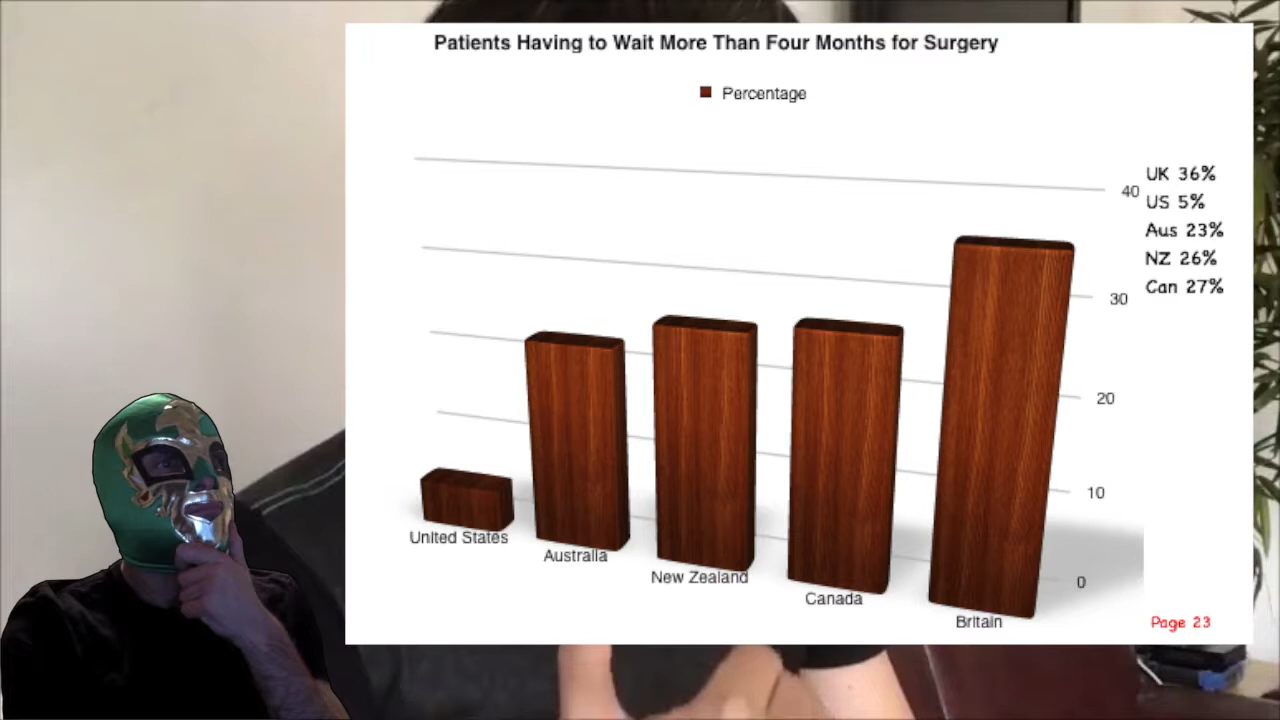 Patients Having to Wait More Than Four Months for Surgery
Percentage
40
30
20
10
0
UK 36%
US 5%
Aus 23%
NZ 26%
Can 27%
United States
Australia
New Zealand
Canada
Britain
Page 23